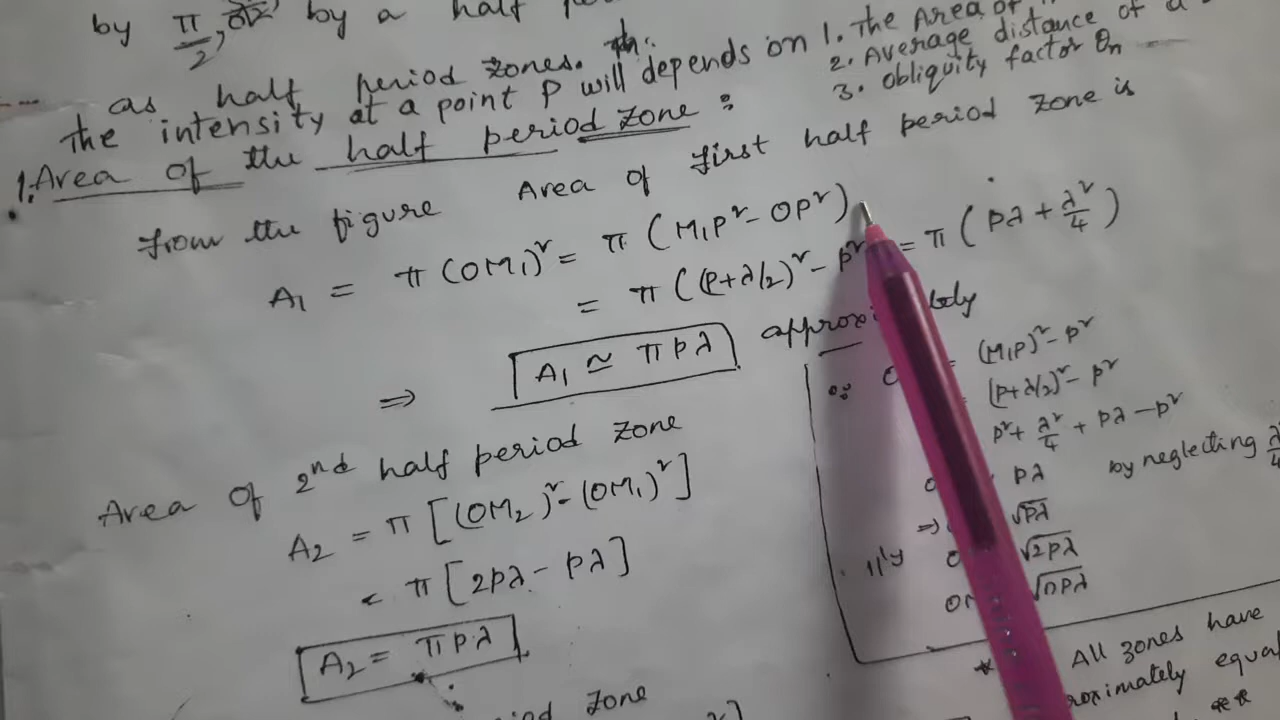 by π/2, by a half
as half period zones.
The intensity at a point P will depends on 1. The Area of
2. Average distance of a
3. Obliquity factor θn
1. Area of the half period zone :
from the figure Area of first half period zone is
A1 = π(OM1)² = π(M1P² - OP²)
= π((P+λ/2)² - P² = π(Pλ + λ²/4)
⇒ A1 ≃ πPλ
(M1P)² - P²
(P+λ/2)² - P²
P² + λ²/4 + Pλ - P²
Pλ by neglecting
⇒ √Pλ
lly √2Pλ
√nPλ
Area of 2nd half period zone
A2 = π[(OM2)² - (OM1)²]
= π[2Pλ - Pλ]
A2 = πP.λ
* All zones have
equal
**
zone